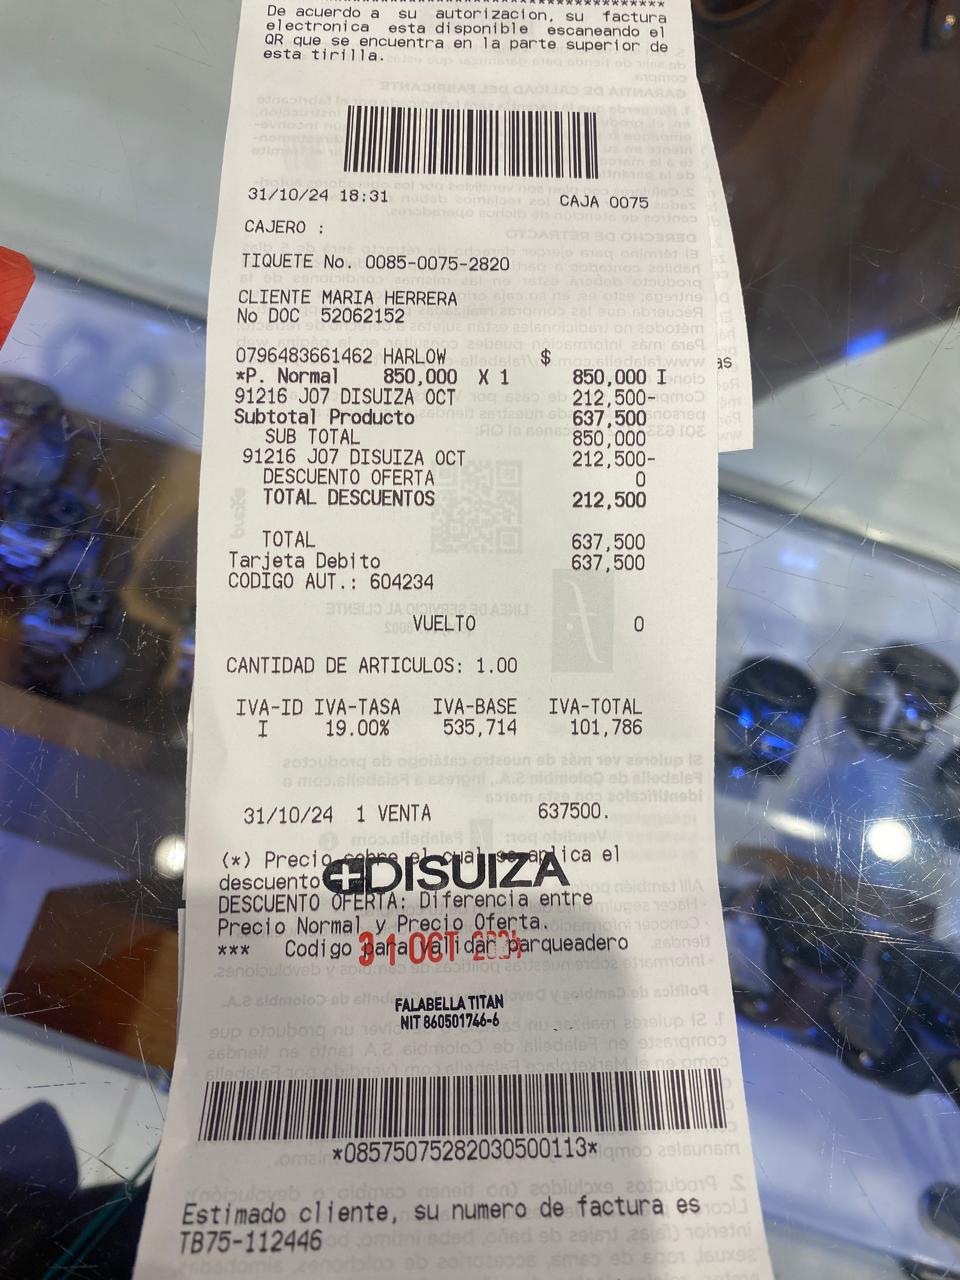 De acuerdo a su autorizacion, su factura
electronica esta disponible escaneando el
QR que se encuentra en la parte superior de
esta tirilla.
31/10/24 18:31 CAJA 0075
CAJERO :
TIQUETE No. 0085-0075-2820
CLIENTE MARIA HERRERA
No DOC 52062152
0796483661462 HARLOW $
*P. Normal 850,000 X 1 850,000 I
91216 J07 DISUIZA OCT 212,500-
Subtotal Producto 637,500
SUB TOTAL 850,000
91216 J07 DISUIZA OCT 212,500-
DESCUENTO OFERTA 0
TOTAL DESCUENTOS 212,500
TOTAL 637,500
Tarjeta Debito 637,500
CODIGO AUT.: 604234
VUELTO 0
CANTIDAD DE ARTICULOS: 1.00
IVA-ID IVA-TASA IVA-BASE IVA-TOTAL
I 19.00% 535,714 101,786
31/10/24 1 VENTA 637500.
(*) Precio sobre el cual se aplica el
descuento
DISUIZA
DESCUENTO OFERTA: Diferencia entre
Precio Normal y Precio Oferta.
*** Codigo para validar parqueadero
31 OCT 2024
FALABELLA TITAN
NIT 860501746-6
*085750752820305001​13*
Estimado cliente, su numero de factura es
TB75-112446